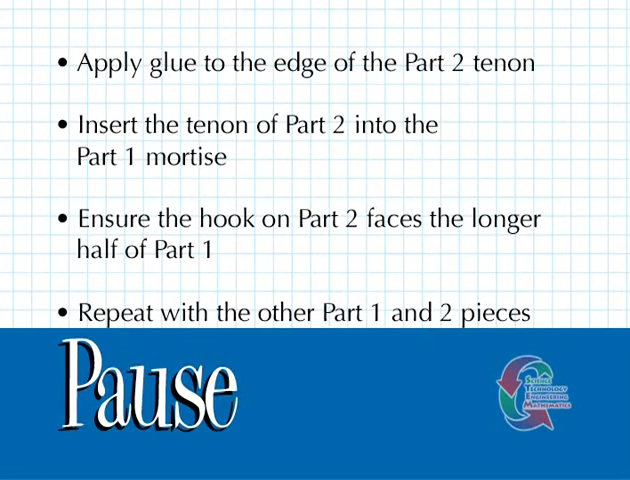 • Apply glue to the edge of the Part 2 tenon
• Insert the tenon of Part 2 into the
Part 1 mortise
• Ensure the hook on Part 2 faces the longer
half of Part 1
• Repeat with the other Part 1 and 2 pieces
Pause
Science
Technology
Engineering
Mathematics